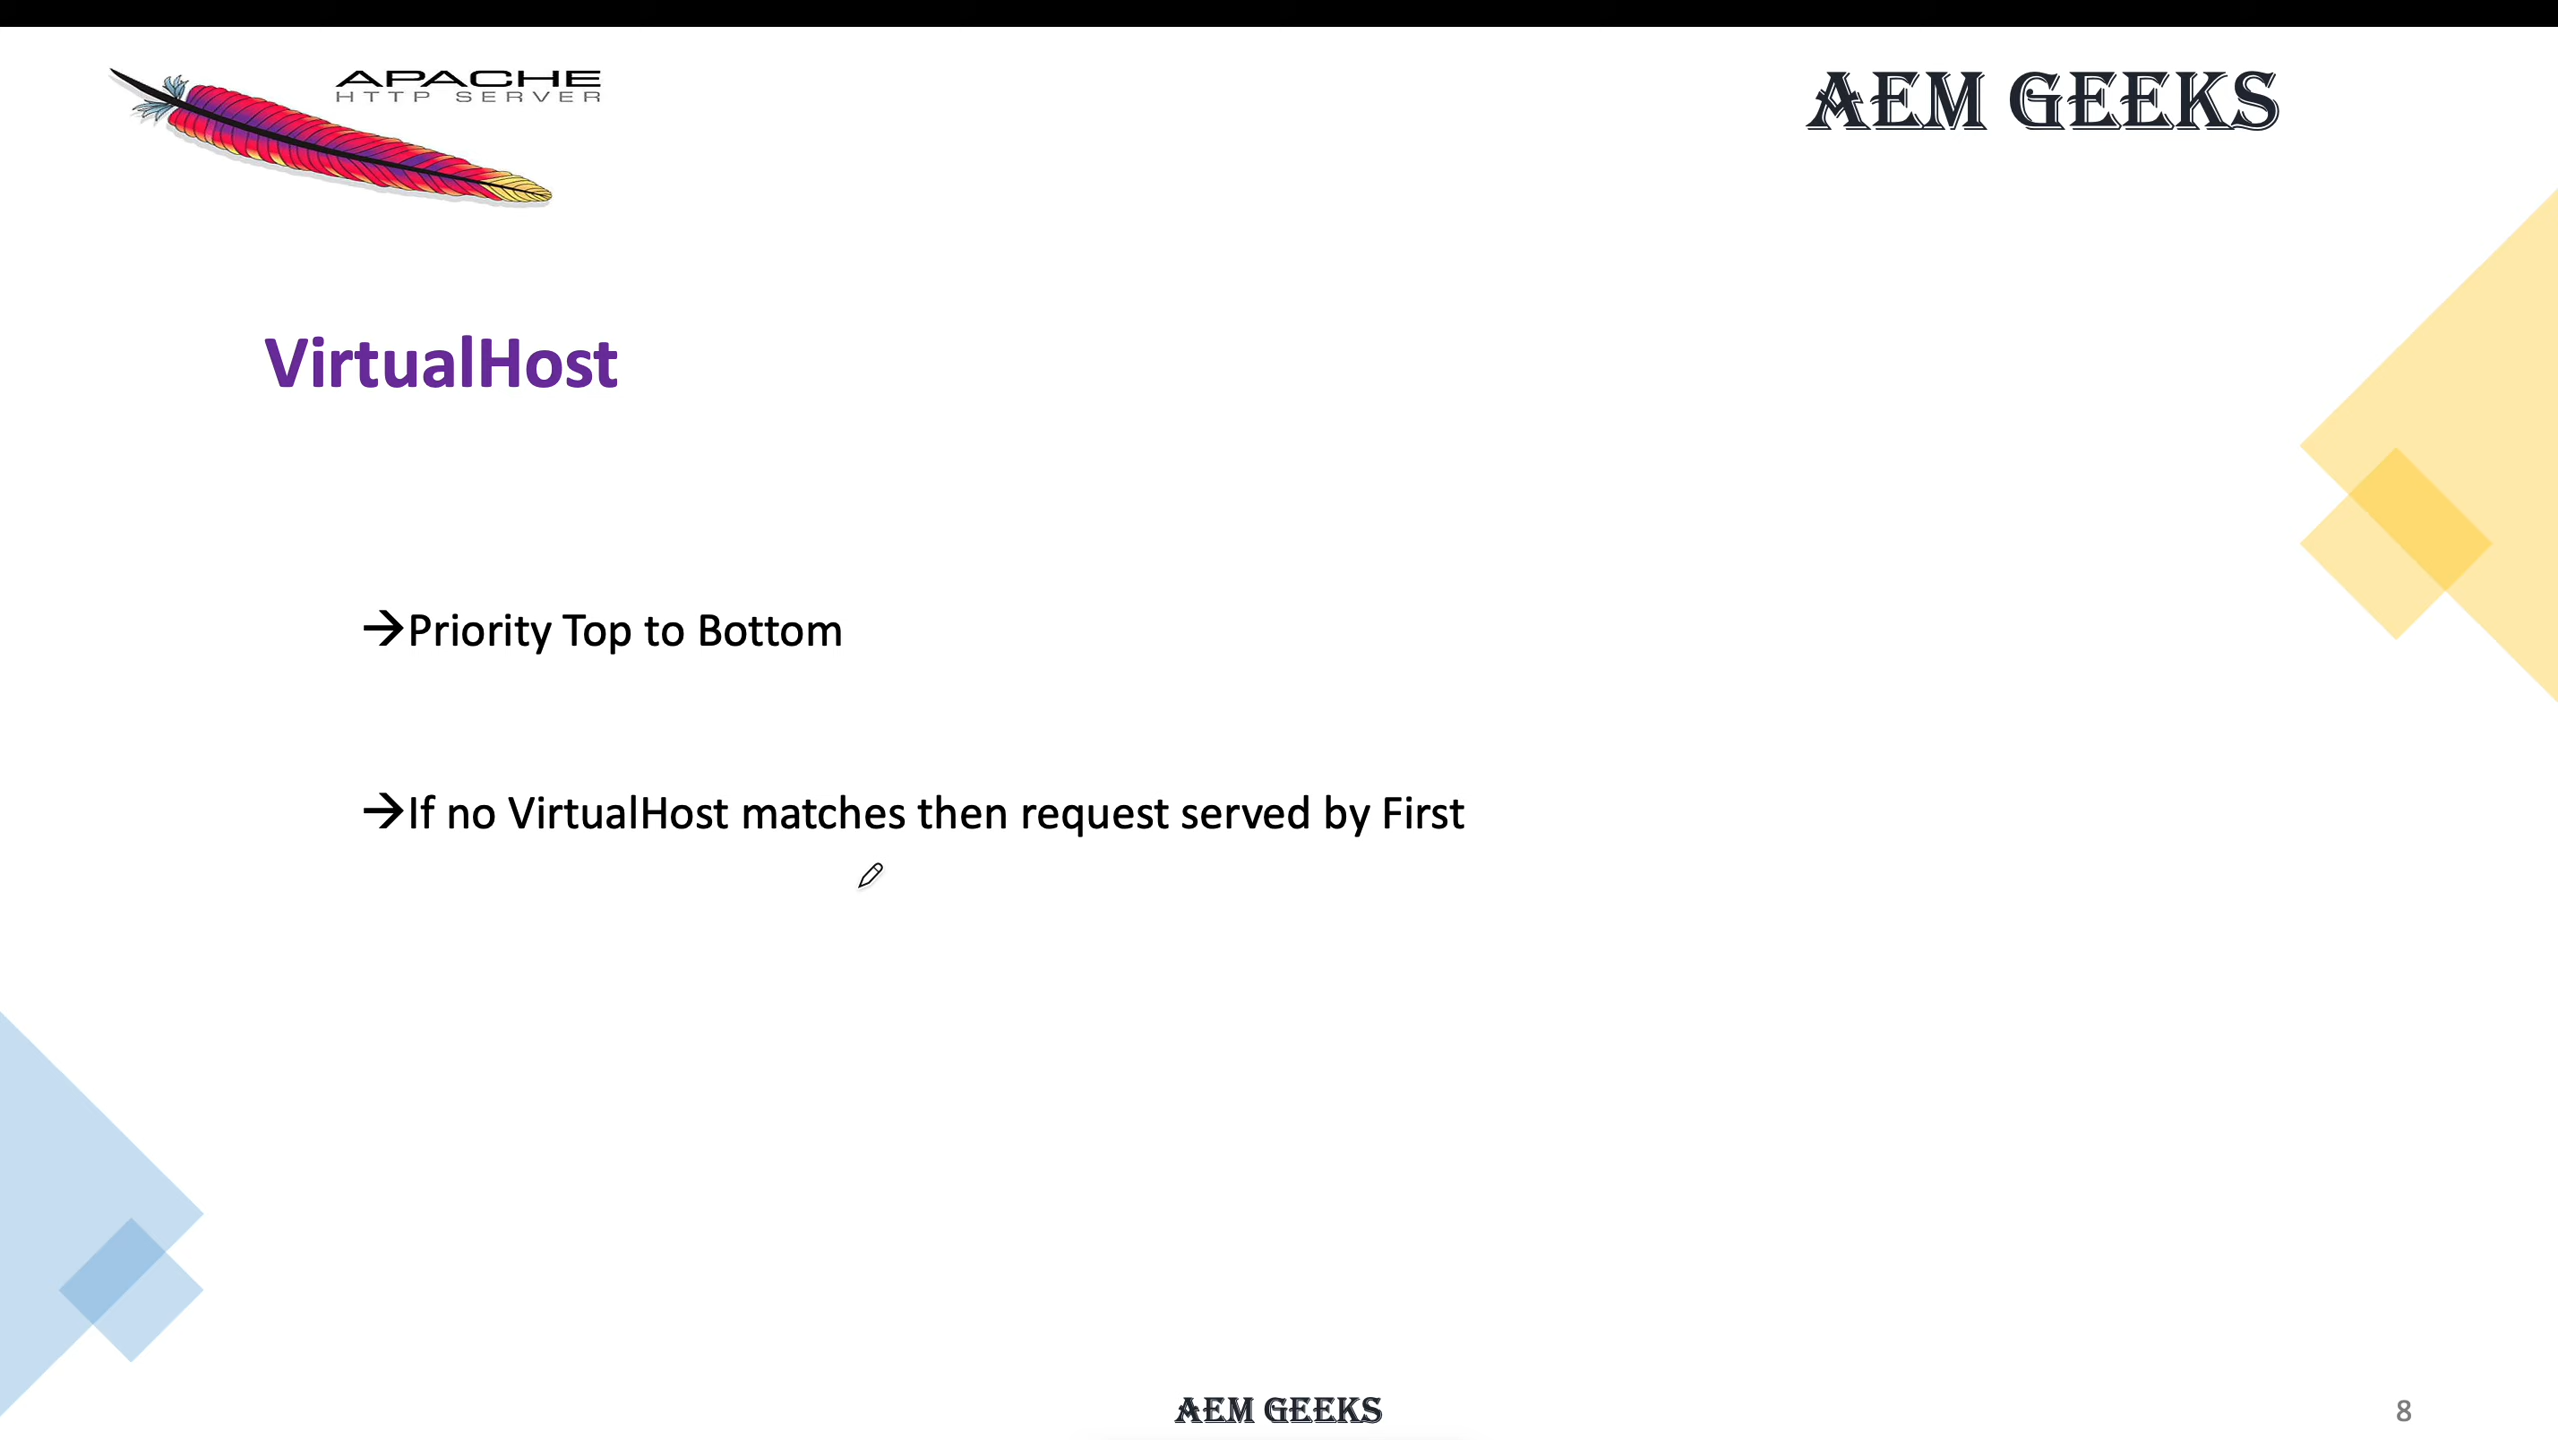 APACHE
HTTP SERVER
AEM GEEKS
VirtualHost
→Priority Top to Bottom
→If no VirtualHost matches then request served by First
AEM GEEKS
8